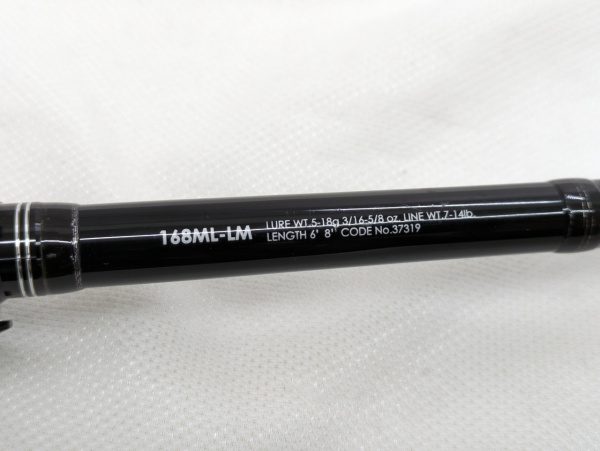 168ML-LM
LURE WT.5-18g 3/16-5/8 oz. LINE WT.7-14lb.
LENGTH 6' 8" CODE No.37319